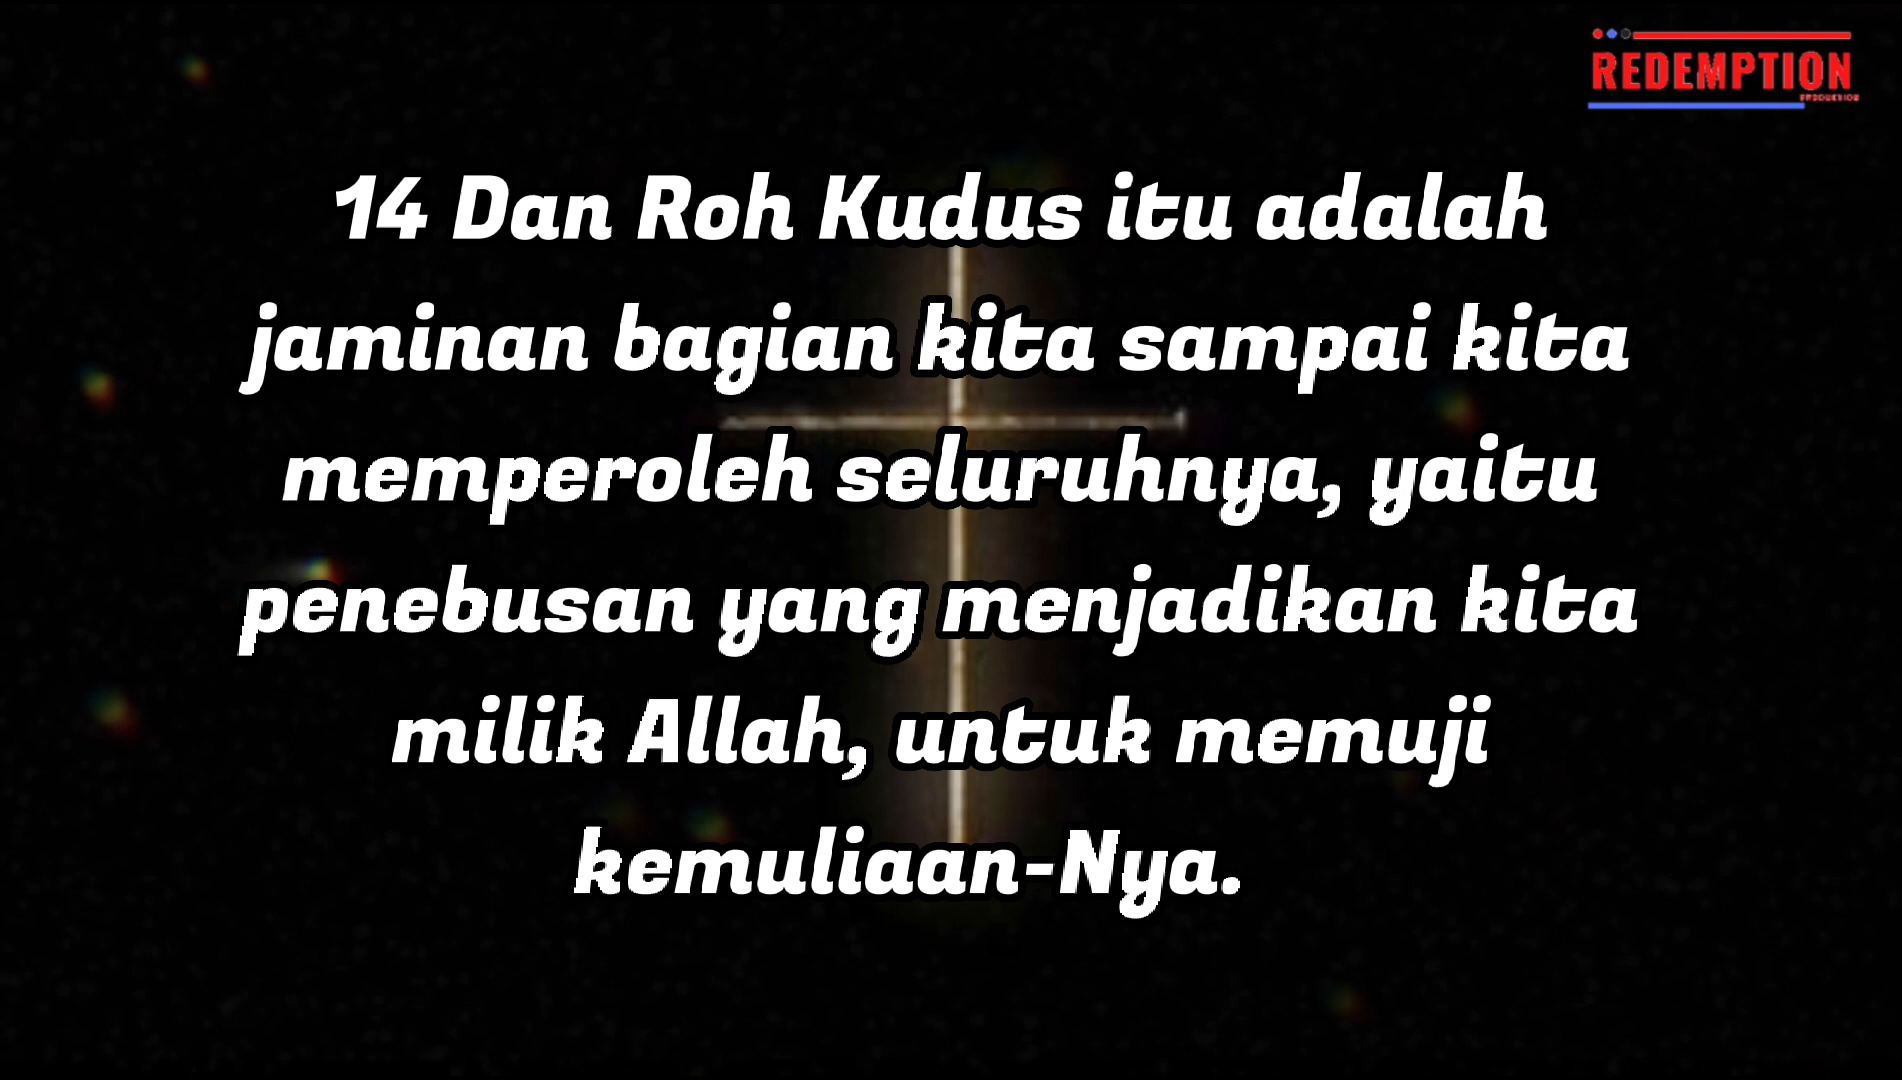 REDEMPTION
PRODUKTION
14 Dan Roh Kudus itu adalah
jaminan bagian kita sampai kita
memperoleh seluruhnya, yaitu
penebusan yang menjadikan kita
milik Allah, untuk memuji
kemuliaan-Nya.